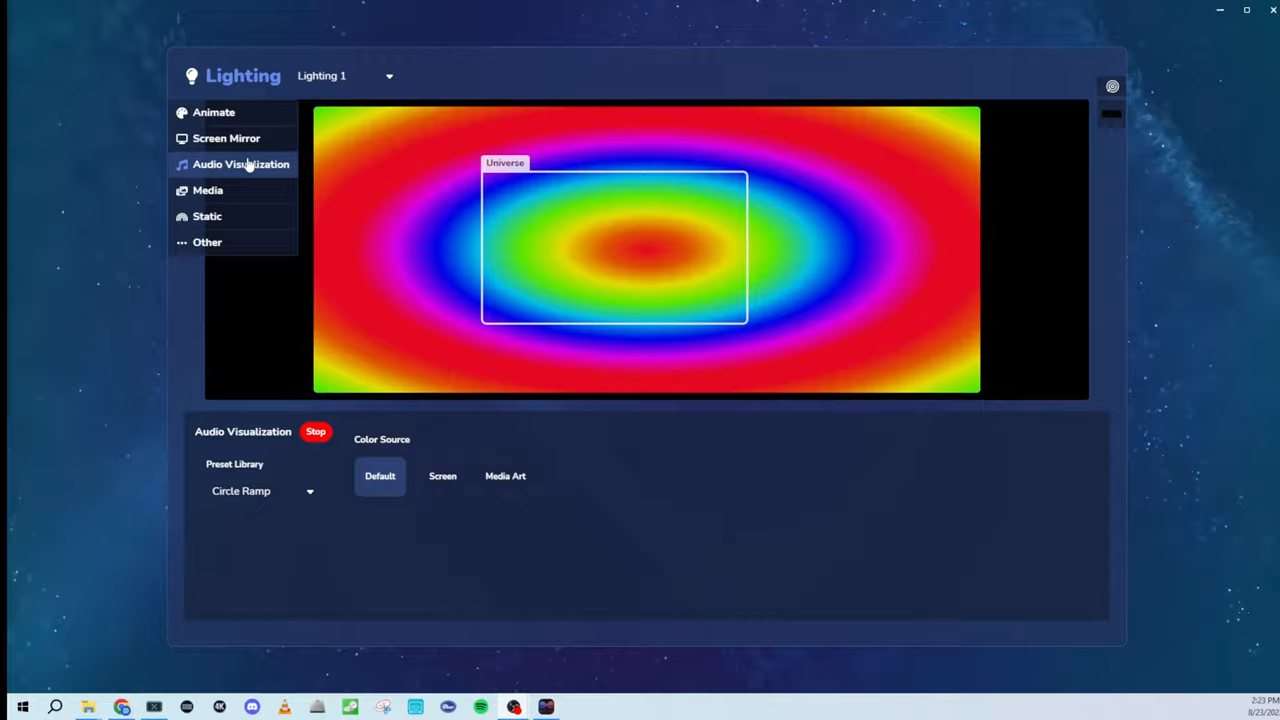 Lighting
Lighting 1
Animate
Screen Mirror
Audio Visualization
Media
Static
Other
Universe
Audio Visualization
Stop
Color Source
Preset Library
Circle Ramp
Default
Screen
Media Art
4K
2:23 PM